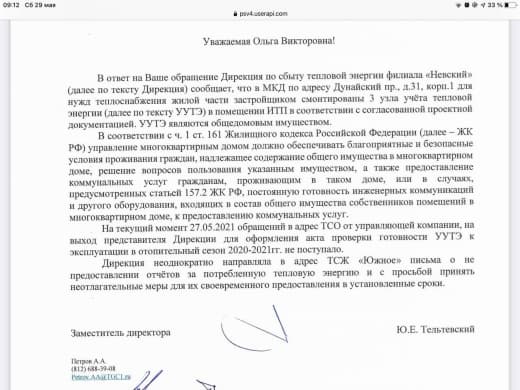 09:12 Сб 29 мая
33 %
psv4.userapi.com
Уважаемая Ольга Викторовна!
В ответ на Ваше обращение Дирекция по сбыту тепловой энергии филиала «Невский»
(далее по тексту Дирекция) сообщает, что в МКД по адресу Дунайский пр., д.31, корп.1 для
нужд теплоснабжения жилой части застройщиком смонтированы 3 узла учёта тепловой
энергии (далее по тексту УУТЭ) в помещении ИТП в соответствии с согласованной проектной
документацией. УУТЭ являются общедомовым имуществом.
В соответствии с ч. 1 ст. 161 Жилищного кодекса Российской Федерации (далее – ЖК
РФ) управление многоквартирным домом должно обеспечивать благоприятные и безопасные
условия проживания граждан, надлежащее содержание общего имущества в многоквартирном
доме, решение вопросов пользования указанным имуществом, а также предоставление
коммунальных услуг гражданам, проживающим в таком доме, или в случаях,
предусмотренных статьей 157.2 ЖК РФ, постоянную готовность инженерных коммуникаций
и другого оборудования, входящих в состав общего имущества собственников помещений в
многоквартирном доме, к предоставлению коммунальных услуг.
На текущий момент 27.05.2021 обращений в адрес ТСО от управляющей компании, на
выход представителя Дирекции для оформления акта проверки готовности УУТЭ к
эксплуатации в отопительный сезон 2020-2021гг. не поступало.
Дирекция неоднократно направляла в адрес ТСЖ «Южное» письма о не
предоставлении отчётов за потребленную тепловую энергию и с просьбой принять
неотлагательные меры для их своевременного предоставления в установленные сроки.
Заместитель директора
Ю.Е. Тельтевский
Петров А.А.
(812) 688-39-08
Petrov.AA@TGC1.ru